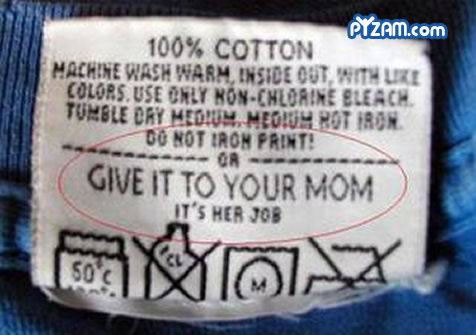 PYZAM.com
100% COTTON
MACHINE WASH WARM, INSIDE OUT, WITH LIKE
COLORS. USE ONLY NON-CHLORINE BLEACH.
TUMBLE DRY MEDIUM. MEDIUM HOT IRON.
DO NOT IRON PRINT!
OR
GIVE IT TO YOUR MOM
IT'S HER JOB
50°C
CL
M